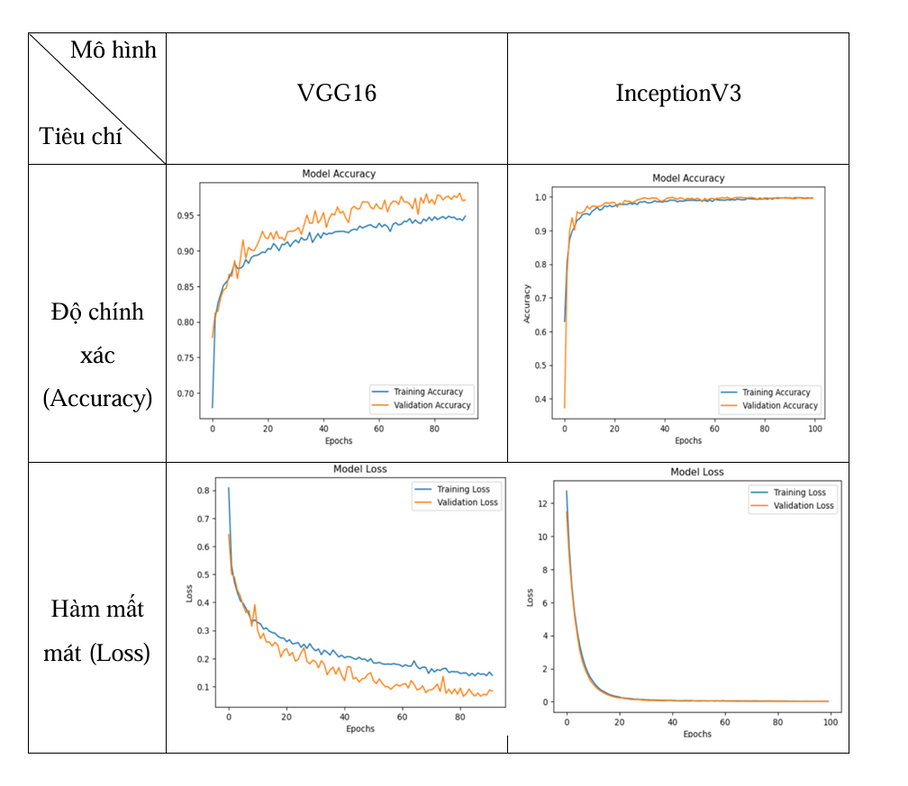 Mô hình
Tiêu chí
VGG16
InceptionV3
Độ chính
xác
(Accuracy)
Model Accuracy
0.95
0.90
0.85
0.80
0.75
0.70
0 20 40 60 80
Epochs
Training Accuracy
Validation Accuracy
Model Accuracy
Accuracy
1.0
0.9
0.8
0.7
0.6
0.5
0.4
0 20 40 60 80 100
Epochs
Training Accuracy
Validation Accuracy
Hàm mất
mát (Loss)
Model Loss
Loss
0.8
0.7
0.6
0.5
0.4
0.3
0.2
0.1
0 20 40 60 80
Epochs
Training Loss
Validation Loss
Model Loss
Loss
12
10
8
6
4
2
0
0 20 40 60 80 100
Epochs
Training Loss
Validation Loss